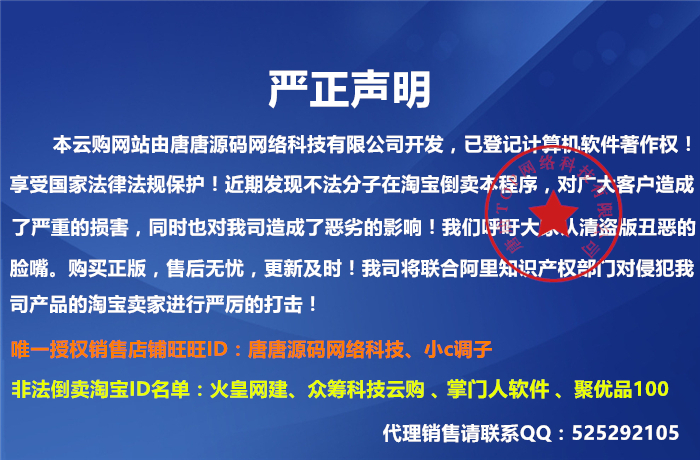 严正声明
本云购网站由唐唐源码网络科技有限公司开发，已登记计算机软件著作权！
享受国家法律法规保护！近期发现不法分子在淘宝倒卖本程序，对广大客户造成
了严重的损害，同时也对我司造成了恶劣的影响！我们呼吁大家认清盗版丑恶的
脸嘴。购买正版，售后无忧，更新及时！我司将联合阿里知识产权部门对侵犯我
司产品的淘宝卖家进行严厉的打击！
唯一授权销售店铺旺旺ID：唐唐源码网络科技、小c调子
非法倒卖淘宝ID名单：火皇网建、众筹科技云购 、掌门人软件 、聚优品100
代理销售请联系QQ：525292105
网络科技有限公司